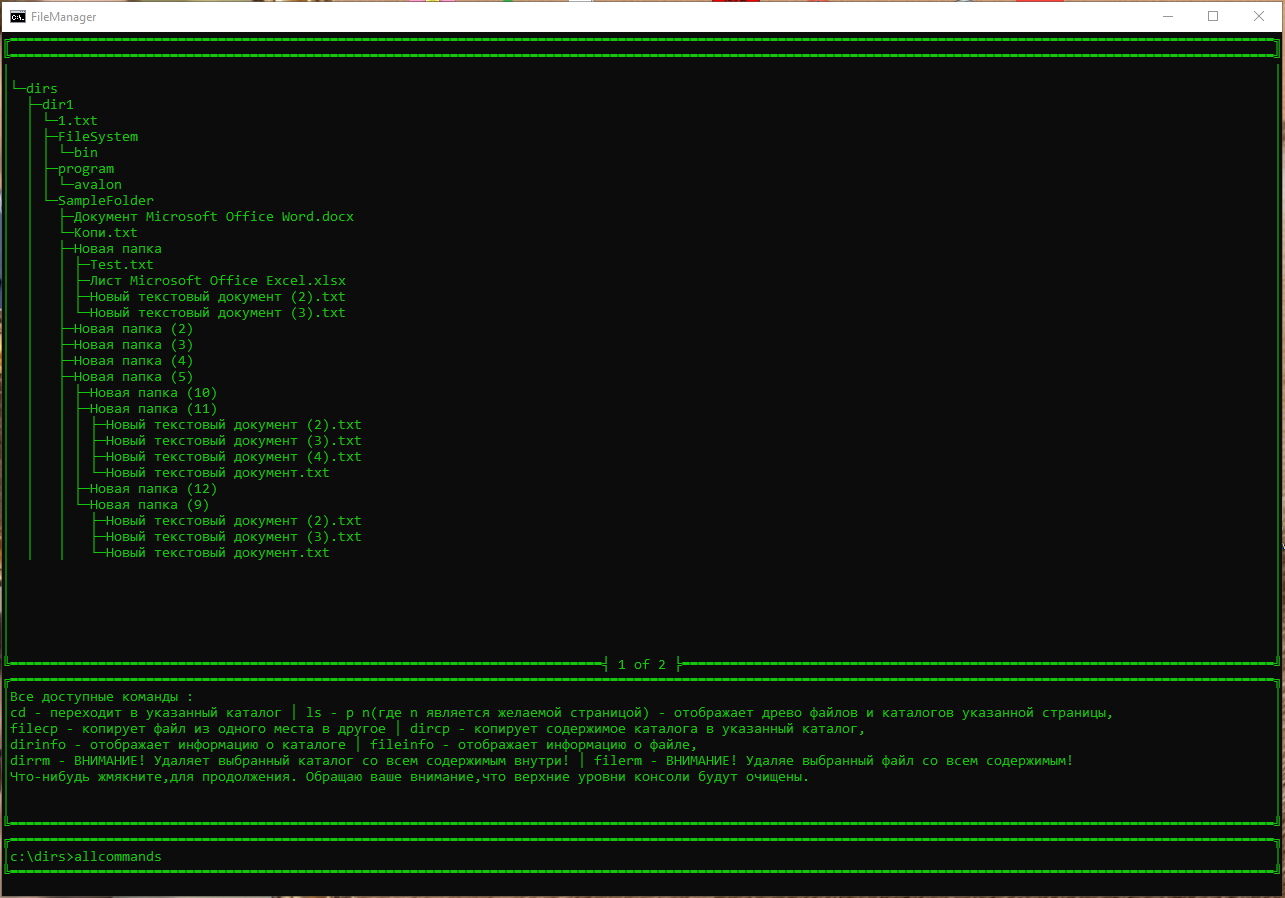 FileManager
dirs
dir1
1.txt
FileSystem
bin
program
avalon
SampleFolder
Документ Microsoft Office Word.docx
Копи.txt
Новая папка
Test.txt
Лист Microsoft Office Excel.xlsx
Новый текстовый документ (2).txt
Новый текстовый документ (3).txt
Новая папка (2)
Новая папка (3)
Новая папка (4)
Новая папка (5)
Новая папка (10)
Новая папка (11)
Новый текстовый документ (2).txt
Новый текстовый документ (3).txt
Новый текстовый документ (4).txt
Новый текстовый документ.txt
Новая папка (12)
Новая папка (9)
Новый текстовый документ (2).txt
Новый текстовый документ (3).txt
Новый текстовый документ.txt
1 of 2
Все доступные команды :
cd - переходит в указанный каталог | ls - p n(где n является желаемой страницой) - отображает древо файлов и каталогов указанной страницы,
filecp - копирует файл из одного места в другое | dircp - копирует содержимое каталога в указанный каталог,
dirinfo - отображает информацию о каталоге | fileinfo - отображает информацию о файле,
dirrm - ВНИМАНИЕ! Удаляет выбранный каталог со всем содержимым внутри! | filerm - ВНИМАНИЕ! Удаляе выбранный файл со всем содержимым!
Что-нибудь жмякните,для продолжения. Обращаю ваше внимание,что верхние уровни консоли будут очищены.
c:\dirs>allcommands